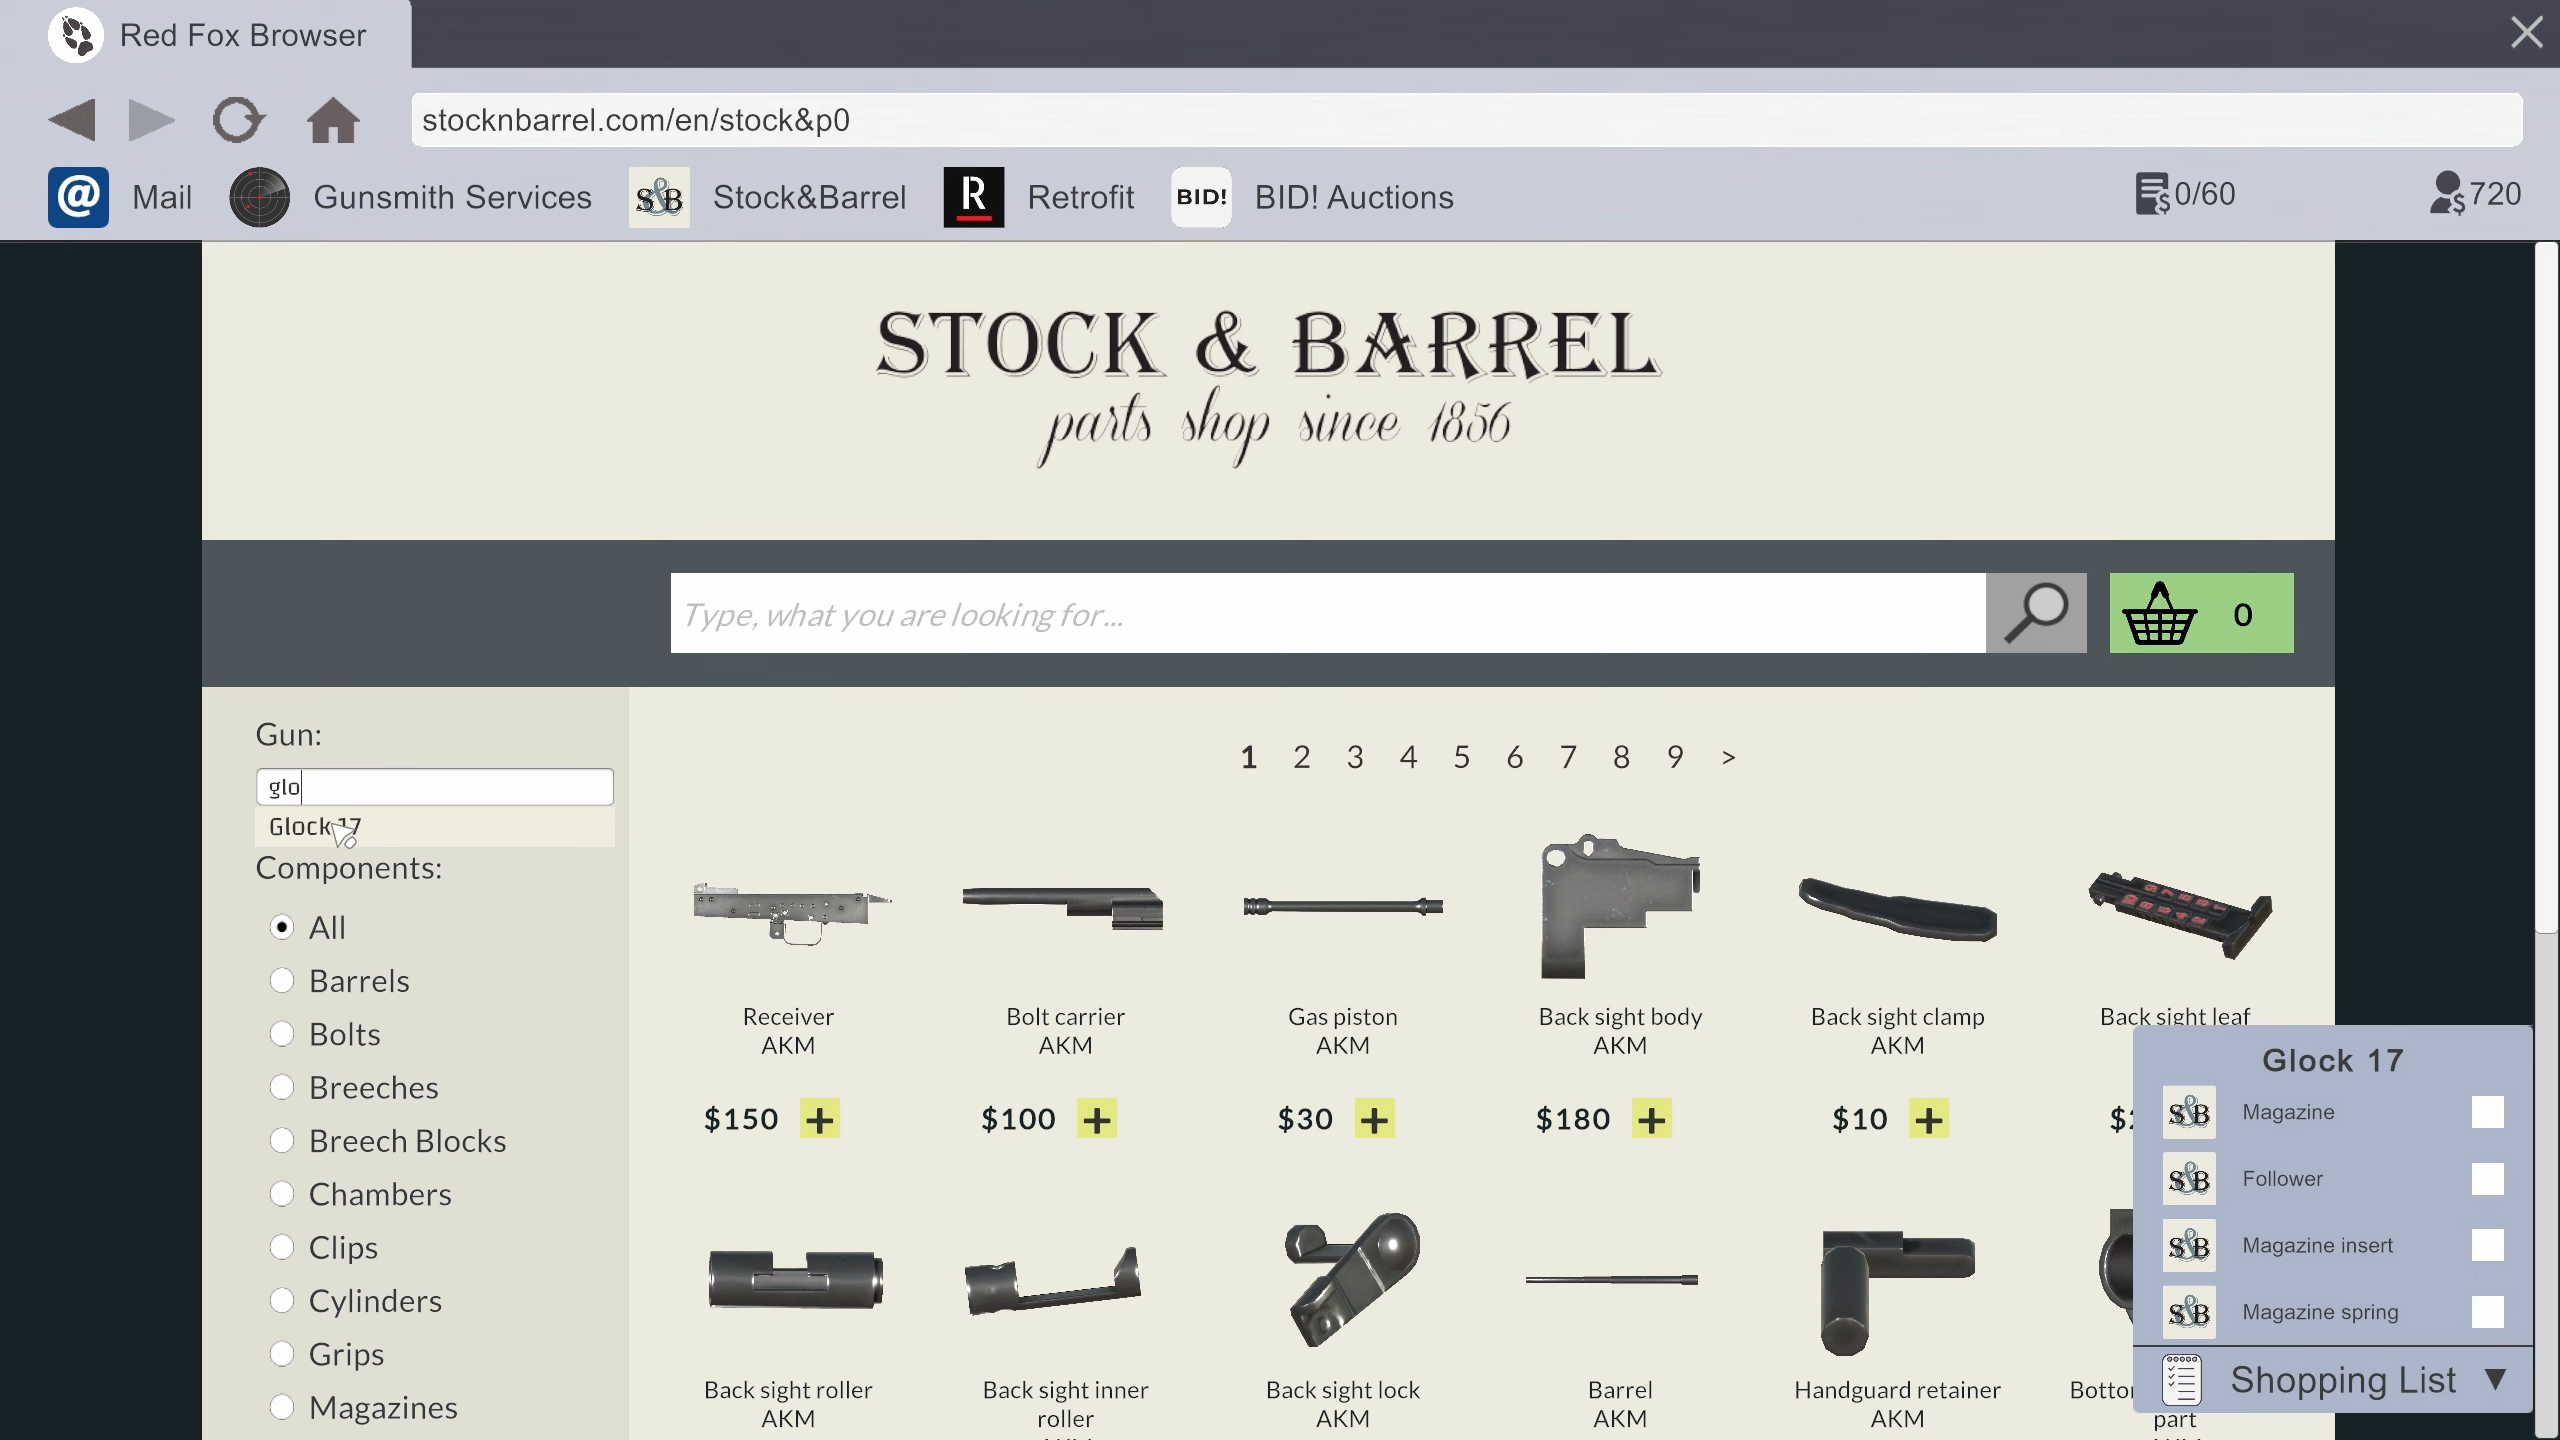 Red Fox Browser
stocknbarrel.com/en/stock&p0
@ Mail
Gunsmith Services
S&B Stock&Barrel
R Retrofit
BID! BID! Auctions
0/60
720
STOCK & BARREL
parts shop since 1856
Type, what you are looking for...
0
Gun:
glo
Glock 17
Components:
All
Barrels
Bolts
Breeches
Breech Blocks
Chambers
Clips
Cylinders
Grips
Magazines
1 2 3 4 5 6 7 8 9 >
Receiver
AKM
$150 +
Bolt carrier
AKM
$100 +
Gas piston
AKM
$30 +
Back sight body
AKM
$180 +
Back sight clamp
AKM
$10 +
Back sight leaf
Back sight roller
AKM
Back sight inner
roller
Back sight lock
AKM
Barrel
AKM
Handguard retainer
AKM
part
Glock 17
S&B Magazine
S&B Follower
S&B Magazine insert
S&B Magazine spring
Shopping List ▼